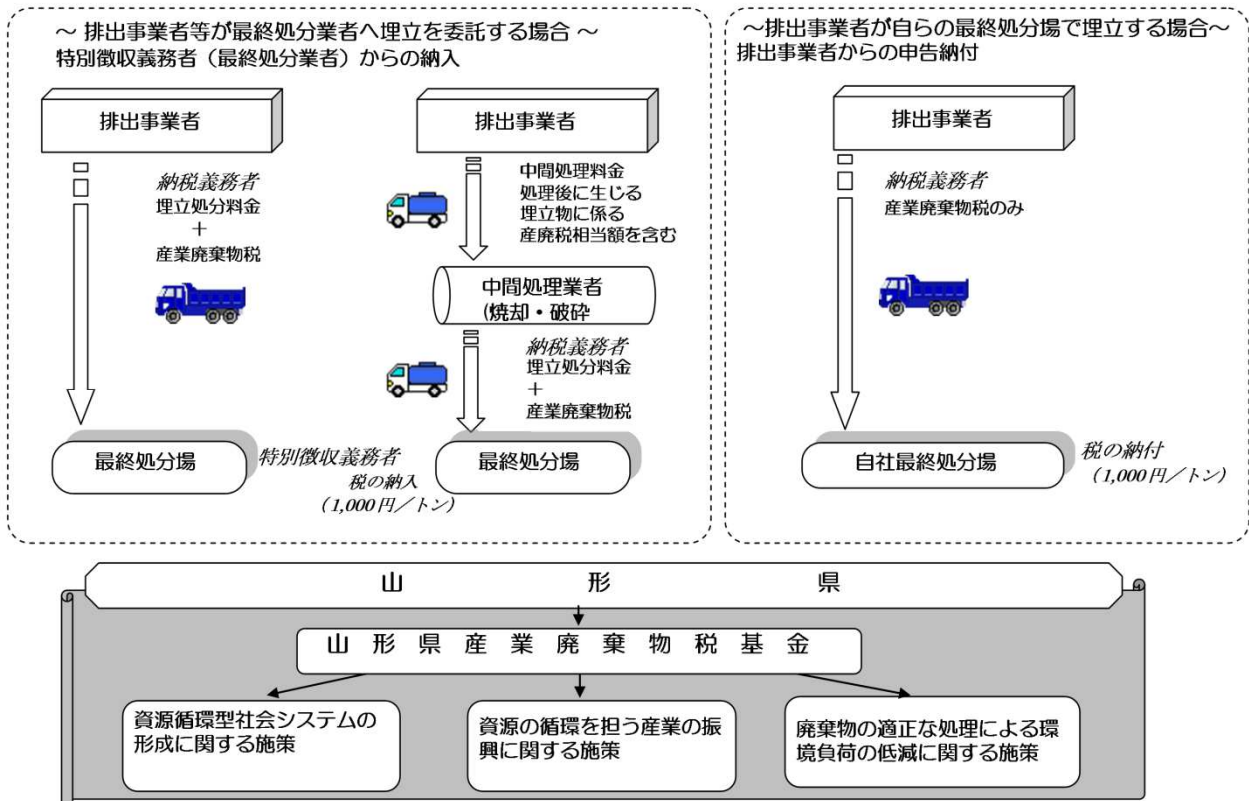 ～ 排出事業者等が最終処分業者へ埋立を委託する場合 ～
特別徴収義務者（最終処分業者）からの納入
排出事業者
納税義務者
埋立処分料金
＋
産業廃棄物税
最終処分場
特別徴収義務者
税の納入
（1,000円／トン）
排出事業者
中間処理料金
処理後に生じる
埋立物に係る
産廃税相当額を含む
中間処理業者
(焼却・破砕
納税義務者
埋立処分料金
＋
産業廃棄物税
最終処分場
～排出事業者が自らの最終処分場で埋立する場合～
排出事業者からの申告納付
排出事業者
納税義務者
産業廃棄物税のみ
自社最終処分場
税の納付
（1,000円／トン）
山　形　県
山 形 県 産 業 廃 棄 物 税 基 金
資源循環型社会システムの
形成に関する施策
資源の循環を担う産業の振
興に関する施策
廃棄物の適正な処理による環
境負荷の低減に関する施策